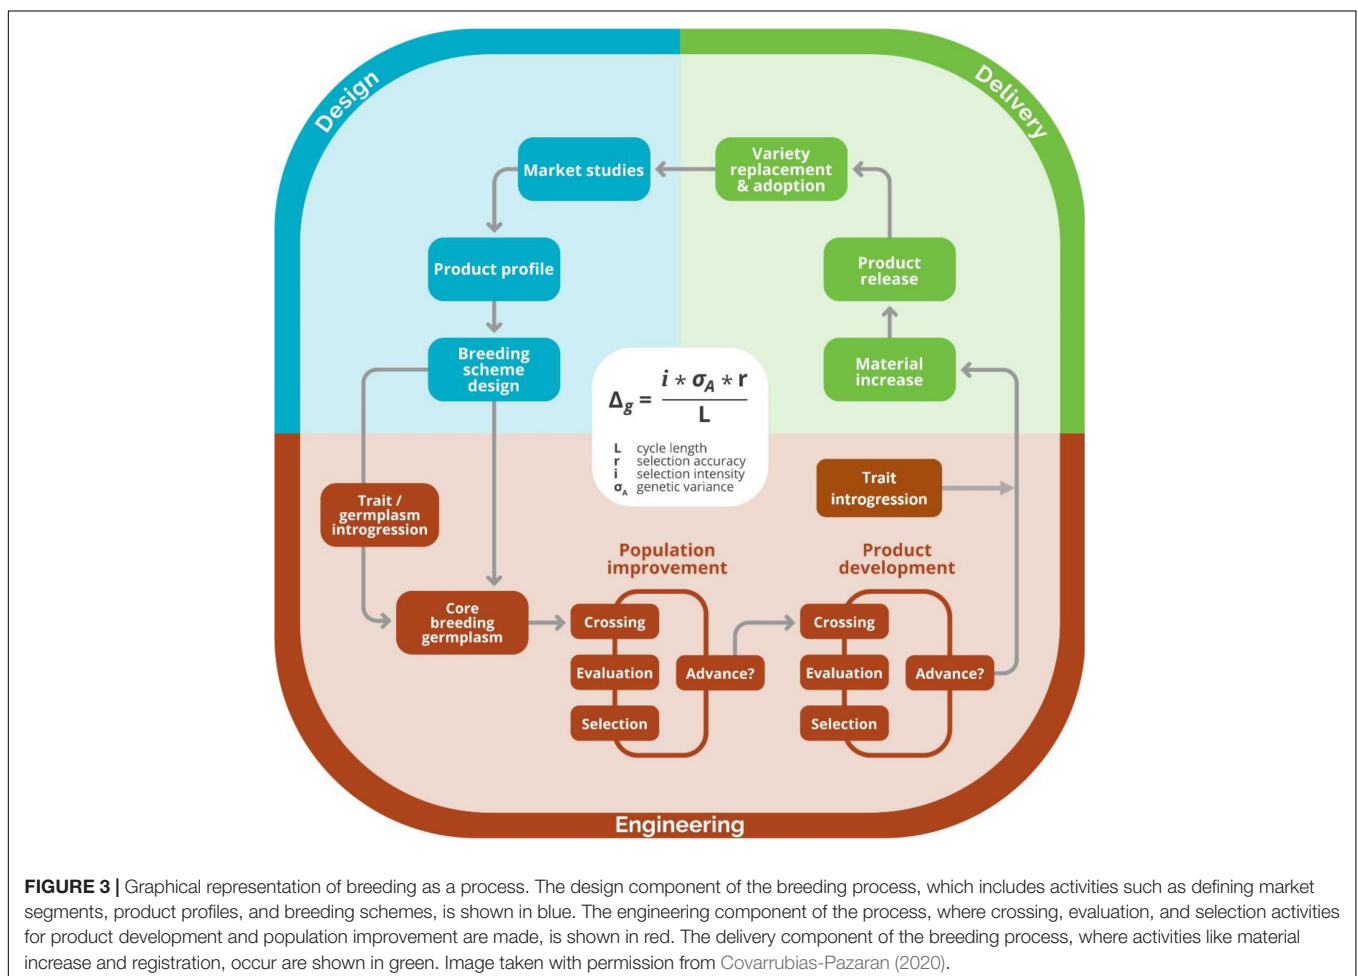 Design
Delivery
Market studies
Variety
replacement
& adoption
Product profile
Product
release
Breeding
scheme
design
Material
increase
Δg = i * σA * r / L
L cycle length
r selection accuracy
i selection intensity
σA genetic variance
Trait /
germplasm
introgression
Trait
introgression
Core
breeding
germplasm
Population
improvement
Crossing
Evaluation
Selection
Advance?
Product
development
Crossing
Evaluation
Selection
Advance?
Engineering
FIGURE 3 | Graphical representation of breeding as a process. The design component of the breeding process, which includes activities such as defining market
segments, product profiles, and breeding schemes, is shown in blue. The engineering component of the process, where crossing, evaluation, and selection activities
for product development and population improvement are made, is shown in red. The delivery component of the breeding process, where activities like material
increase and registration, occur are shown in green. Image taken with permission from Covarrubias-Pazaran (2020).